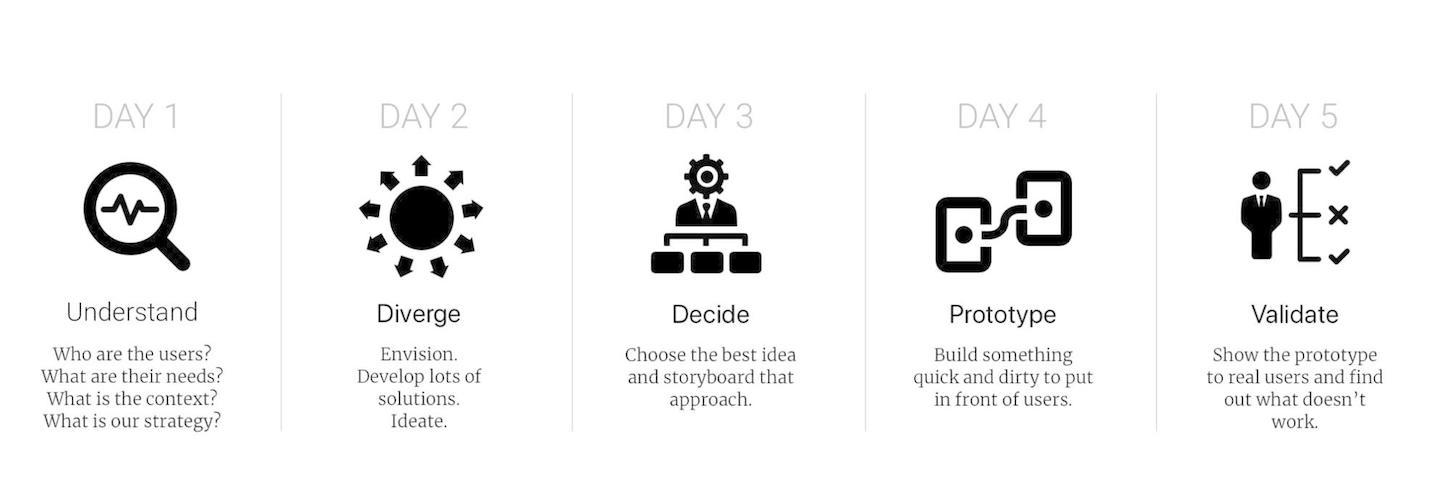 DAY 1
Understand
Who are the users?
What are their needs?
What is the context?
What is our strategy?
DAY 2
Diverge
Envision.
Develop lots of
solutions.
Ideate.
DAY 3
Decide
Choose the best idea
and storyboard that
approach.
DAY 4
Prototype
Build something
quick and dirty to put
in front of users.
DAY 5
Validate
Show the prototype
to real users and find
out what doesn’t
work.